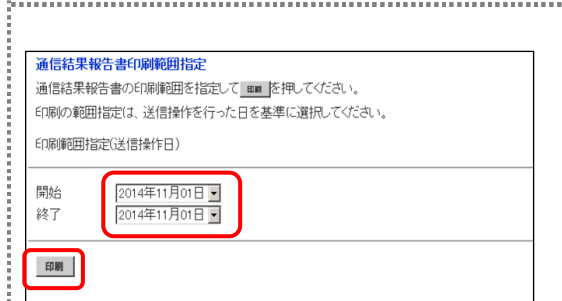 通信結果報告書印刷範囲指定
通信結果報告書の印刷範囲を指定して 印刷 を押してください。
印刷の範囲指定は、送信操作を行った日を基準に選択してください。
印刷範囲指定(送信操作日)
開始 2014年11月01日
終了 2014年11月01日
印刷